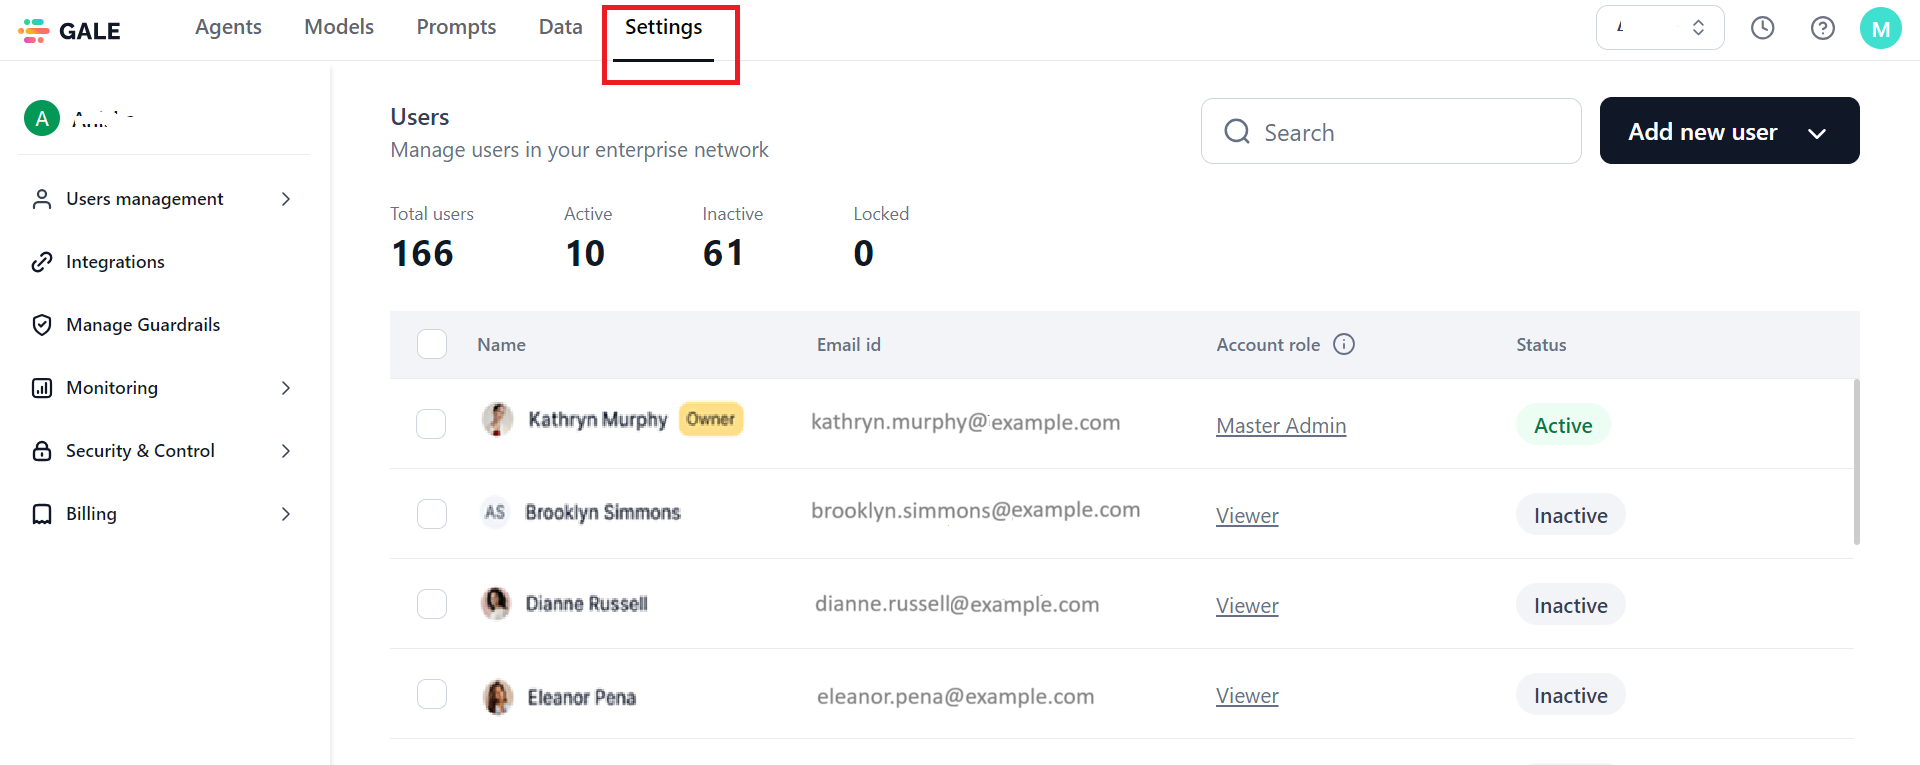 GALE Agents Models Prompts Data Settings M
A
Users management
Integrations
Manage Guardrails
Monitoring
Security & Control
Billing
Users
Manage users in your enterprise network
Search
Add new user
Total users Active Inactive Locked
166 10 61 0
Name Email id Account role Status
Kathryn Murphy Owner kathryn.murphy@example.com Master Admin Active
AS Brooklyn Simmons brooklyn.simmons@example.com Viewer Inactive
Dianne Russell dianne.russell@example.com Viewer Inactive
Eleanor Pena eleanor.pena@example.com Viewer Inactive